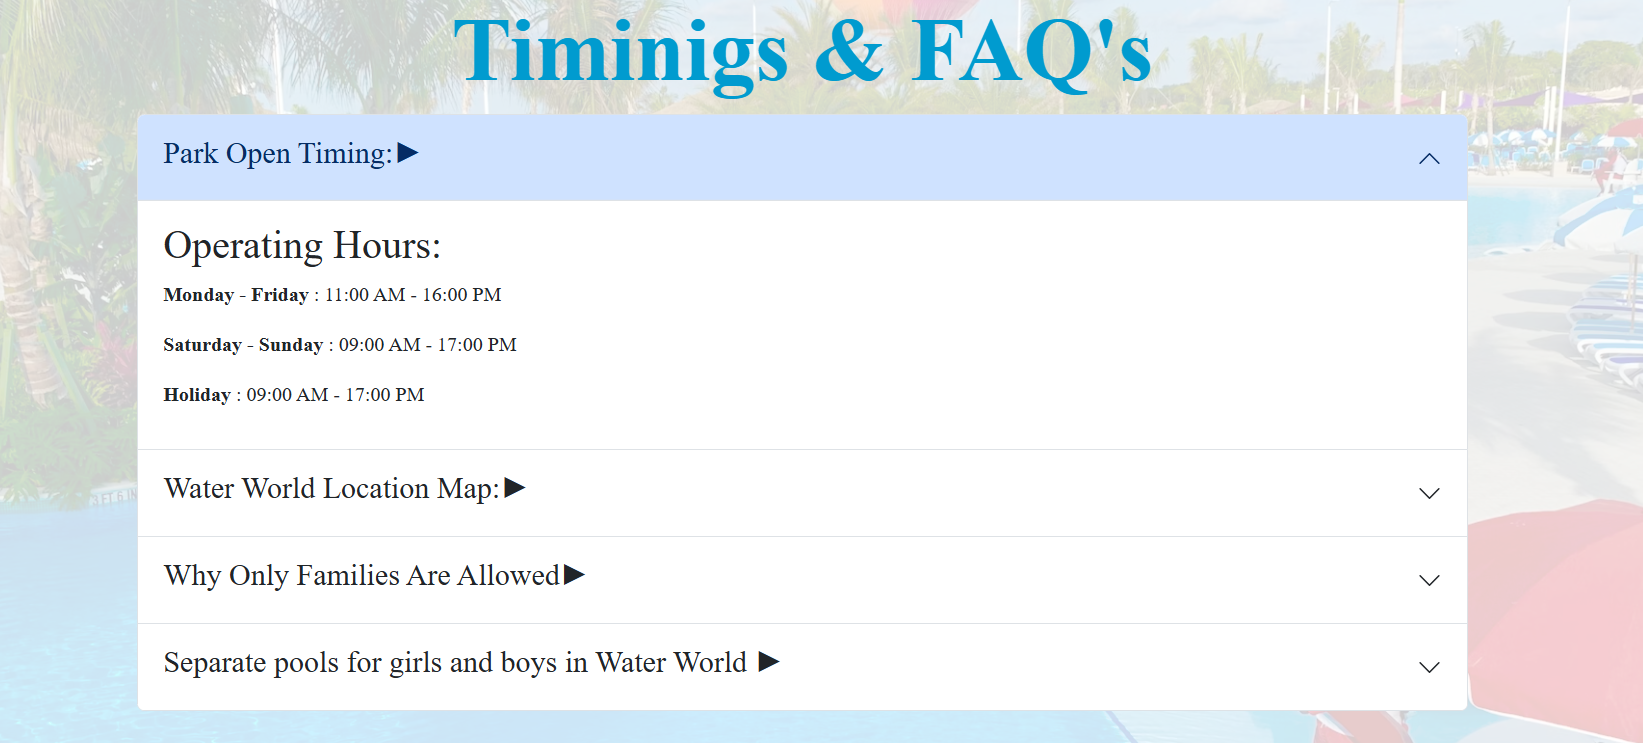 Timinigs & FAQ's
Park Open Timing:▶
Operating Hours:
Monday - Friday : 11:00 AM - 16:00 PM
Saturday - Sunday : 09:00 AM - 17:00 PM
Holiday : 09:00 AM - 17:00 PM
Water World Location Map:▶
Why Only Families Are Allowed▶
Separate pools for girls and boys in Water World ▶